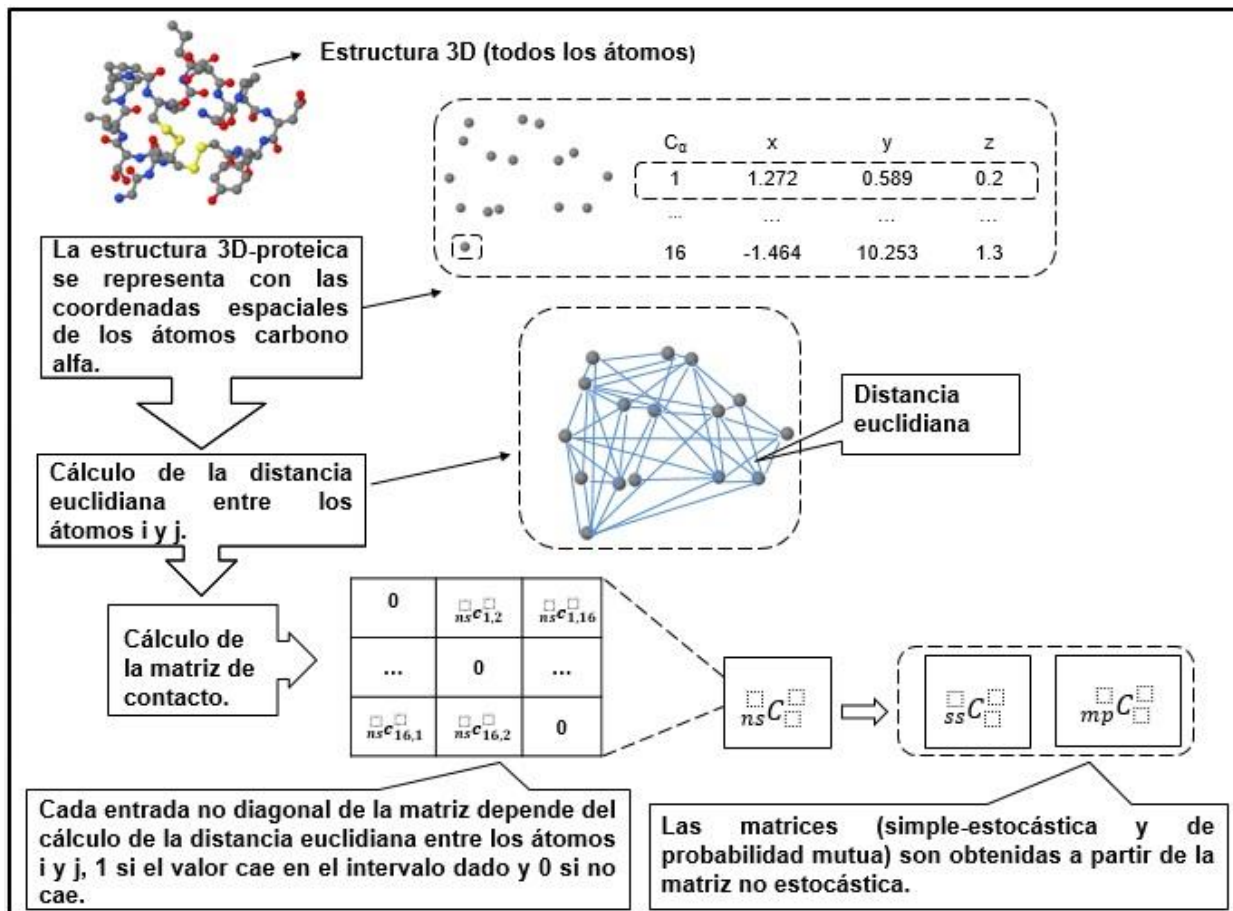 Estructura 3D (todos los átomos)
Cα x y z
1 1.272 0.589 0.2
... ... ... ...
16 -1.464 10.253 1.3
La estructura 3D-proteica
se representa con las
coordenadas espaciales
de los átomos carbono
alfa.
Distancia
euclidiana
Cálculo de la distancia
euclidiana entre los
átomos i y j.
Cálculo de
la matriz de
contacto.
0 nsc1,2 nsc1,16
... 0 ...
nsc16,1 nsc16,2 0
nsC
ssC
mpC
Cada entrada no diagonal de la matriz depende del
cálculo de la distancia euclidiana entre los átomos
i y j, 1 si el valor cae en el intervalo dado y 0 si no
cae.
Las matrices (simple-estocástica y de
probabilidad mutua) son obtenidas a partir de la
matriz no estocástica.